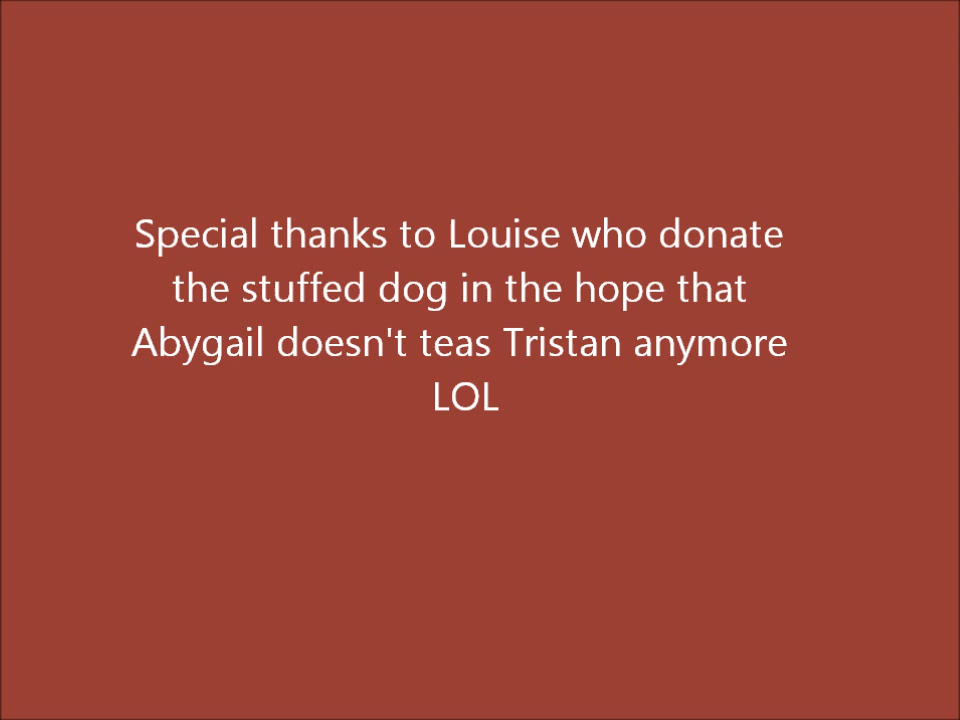 Special thanks to Louise who donate
the stuffed dog in the hope that
Abygail doesn't teas Tristan anymore
LOL